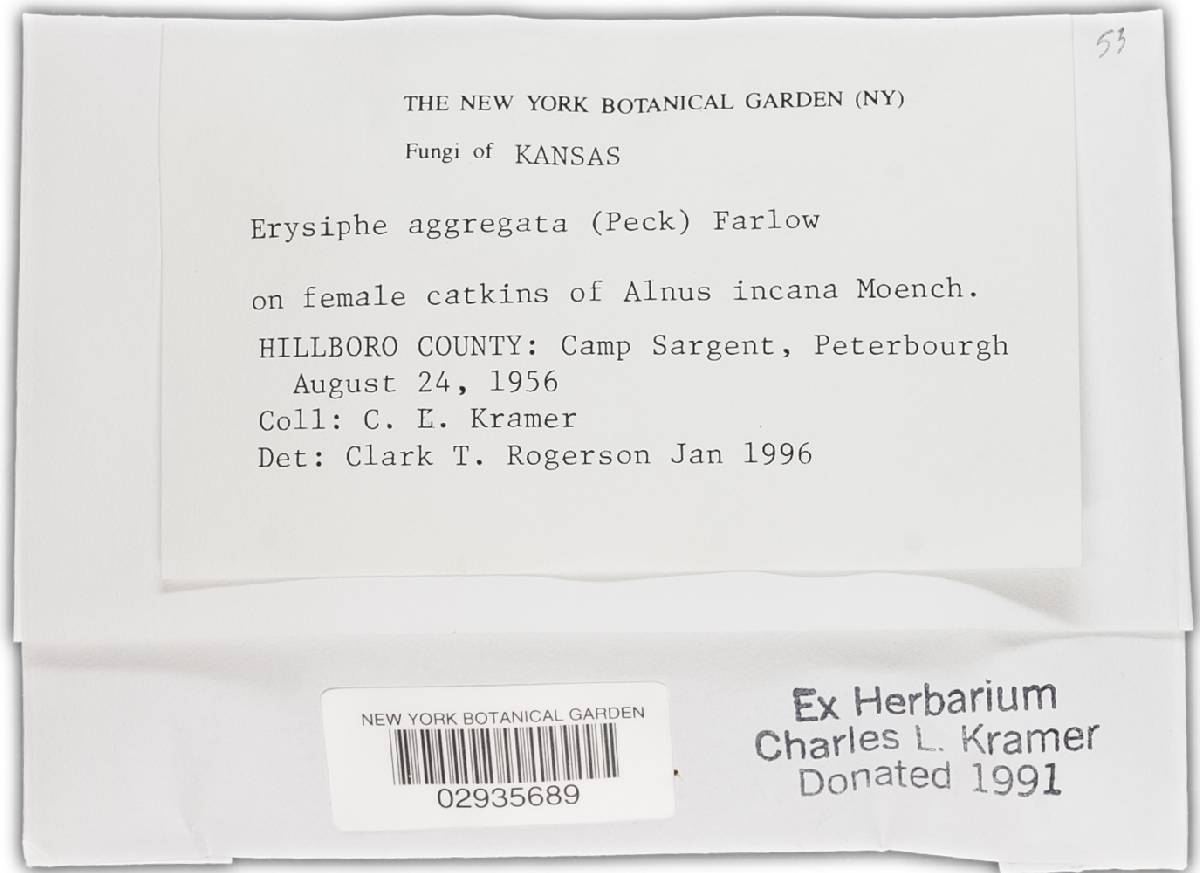 53
THE NEW YORK BOTANICAL GARDEN (NY)
Fungi of KANSAS
Erysiphe aggregata (Peck) Farlow
on female catkins of Alnus incana Moench.
HILLBORO COUNTY: Camp Sargent, Peterbourgh
August 24, 1956
Coll: C. L. Kramer
Det: Clark T. Rogerson Jan 1996
NEW YORK BOTANICAL GARDEN
02935689
Ex Herbarium
Charles L. Kramer
Donated 1991